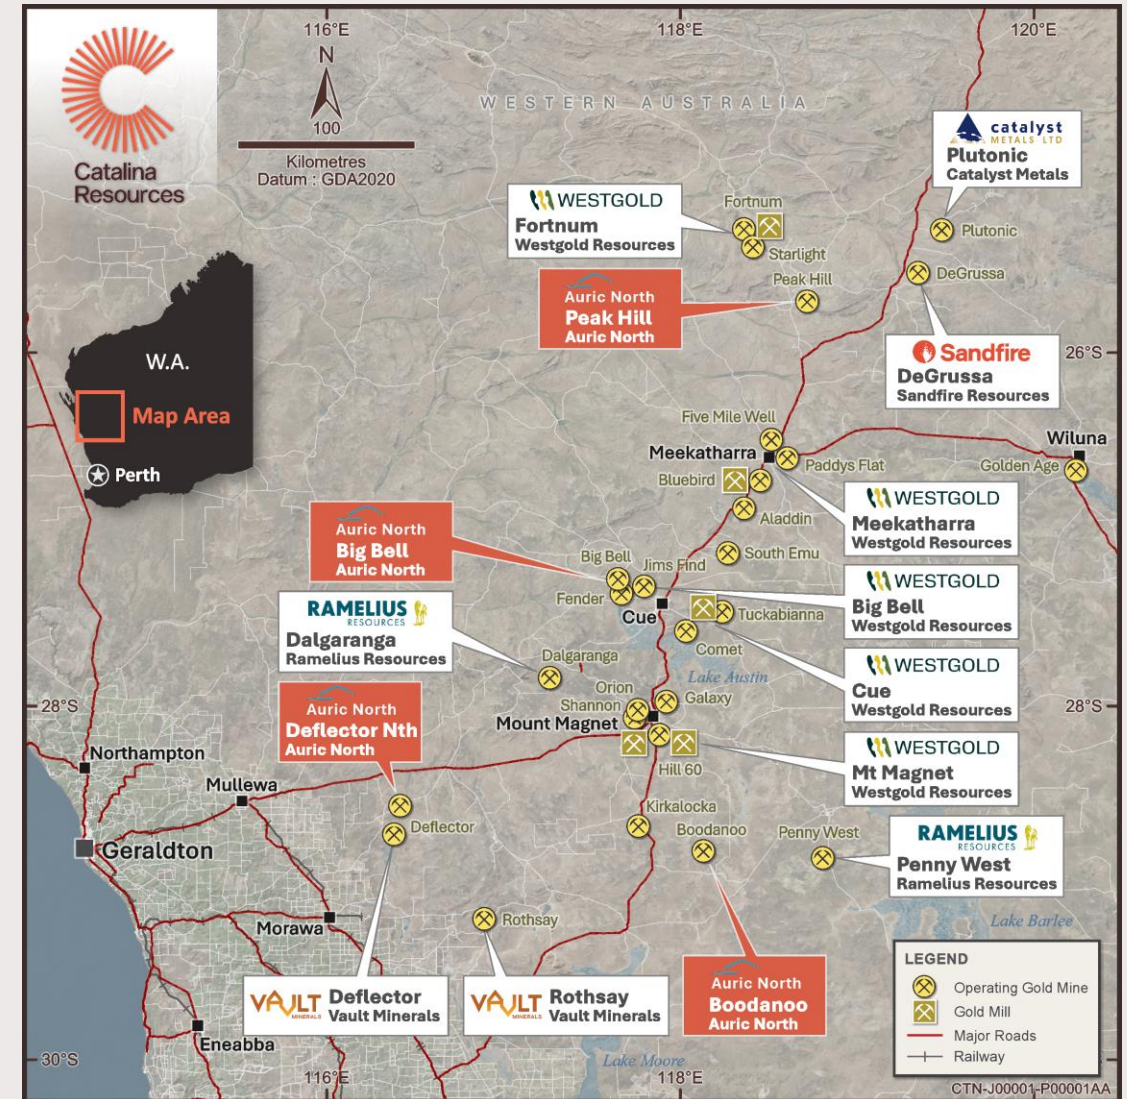 Catalina
Resources
116°E
118°E
120°E
N
100
Kilometres
Datum : GDA2020
WESTERN AUSTRALIA
catalyst
METALS LTD
Plutonic
Catalyst Metals
WESTGOLD
Fortnum
Westgold Resources
Fortnum
Starlight
Plutonic
Peak Hill
DeGrussa
Auric North
Peak Hill
Auric North
W.A.
Map Area
Perth
Sandfire
DeGrussa
Sandfire Resources
26°S
Five Mile Well
Meekatharra
Paddys Flat
Wiluna
Golden Age
Bluebird
Aladdin
South Emu
WESTGOLD
Meekatharra
Westgold Resources
Auric North
Big Bell
Auric North
Big Bell
Jims Find
Fender
Cue
Tuckabianna
Comet
WESTGOLD
Big Bell
Westgold Resources
RAMELIUS
RESOURCES
Dalgaranga
Ramelius Resources
Dalgaranga
Lake Austin
WESTGOLD
Cue
Westgold Resources
28°S
28°S
Auric North
Deflector Nth
Auric North
Orion
Shannon
Galaxy
Mount Magnet
Hill 60
WESTGOLD
Mt Magnet
Westgold Resources
Northampton
Mullewa
Geraldton
Deflector
Kirkalocka
Boodanoo
Penny West
RAMELIUS
RESOURCES
Penny West
Ramelius Resources
Morawa
Rothsay
Lake Barlee
VAULT
MINERALS
Deflector
Vault Minerals
VAULT
MINERALS
Rothsay
Vault Minerals
Auric North
Boodanoo
Auric North
Eneabba
Lake Moore
30°S
116°E
118°E
LEGEND
Operating Gold Mine
Gold Mill
Major Roads
Railway
CTN-J00001-P00001AA